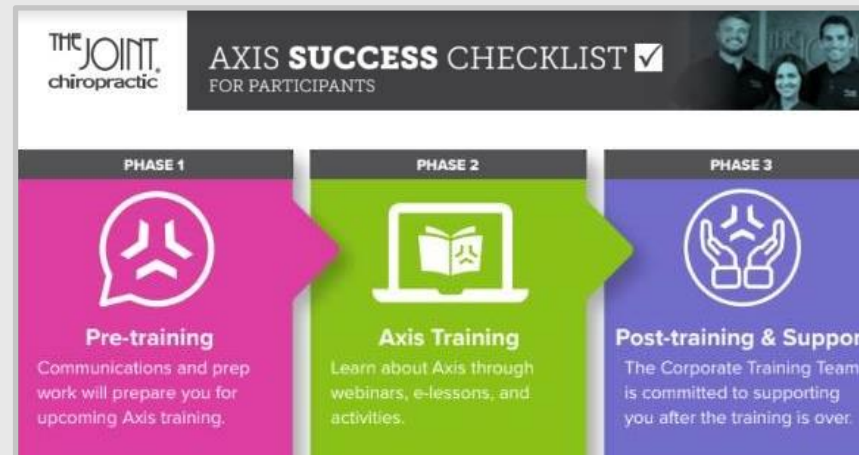 THE JOINT®
chiropractic
AXIS SUCCESS CHECKLIST
FOR PARTICIPANTS
PHASE 1
Pre-training
Communications and prep
work will prepare you for
upcoming Axis training.
PHASE 2
Axis Training
Learn about Axis through
webinars, e-lessons, and
activities.
PHASE 3
Post-training & Suppor
The Corporate Training Team
is committed to supporting
you after the training is over.